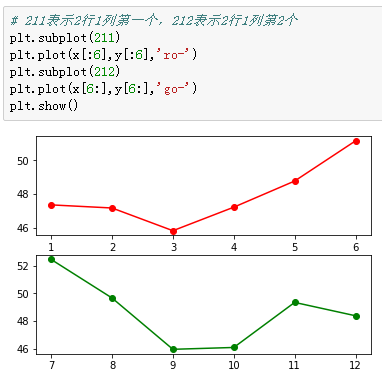 # 211表示2行1列第一个，212表示2行1列第2个
plt.subplot(211)
plt.plot(x[:6],y[:6],'ro-')
plt.subplot(212)
plt.plot(x[6:],y[6:],'go-')
plt.show()
50
48
46
1 2 3 4 5 6
52
50
48
46
7 8 9 10 11 12